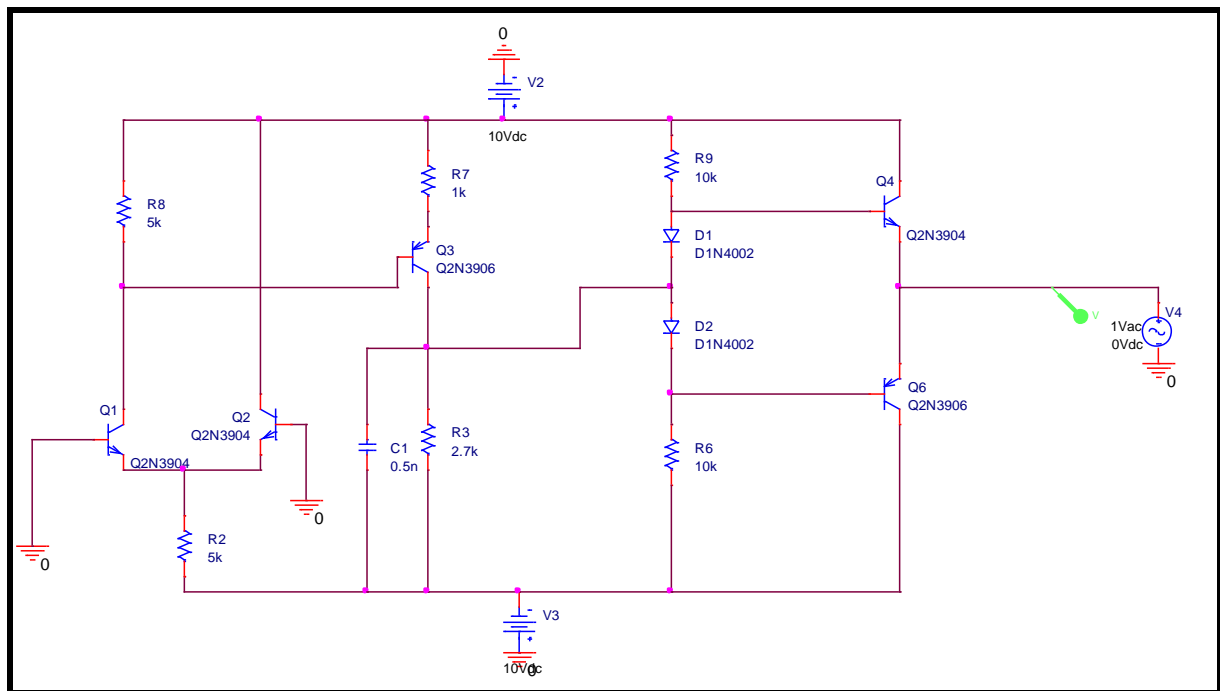 0
V2
10Vdc
R9
10k
Q4
R7
1k
R8
5k
Q2N3904
D1
D1N4002
Q3
Q2N3906
V
V4
1Vac
0Vdc
0
D2
D1N4002
Q6
Q2N3906
Q1
Q2
Q2N3904
R3
2.7k
C1
0.5n
R6
10k
Q2N3904
0
R2
5k
0
V3
10Vdc
0